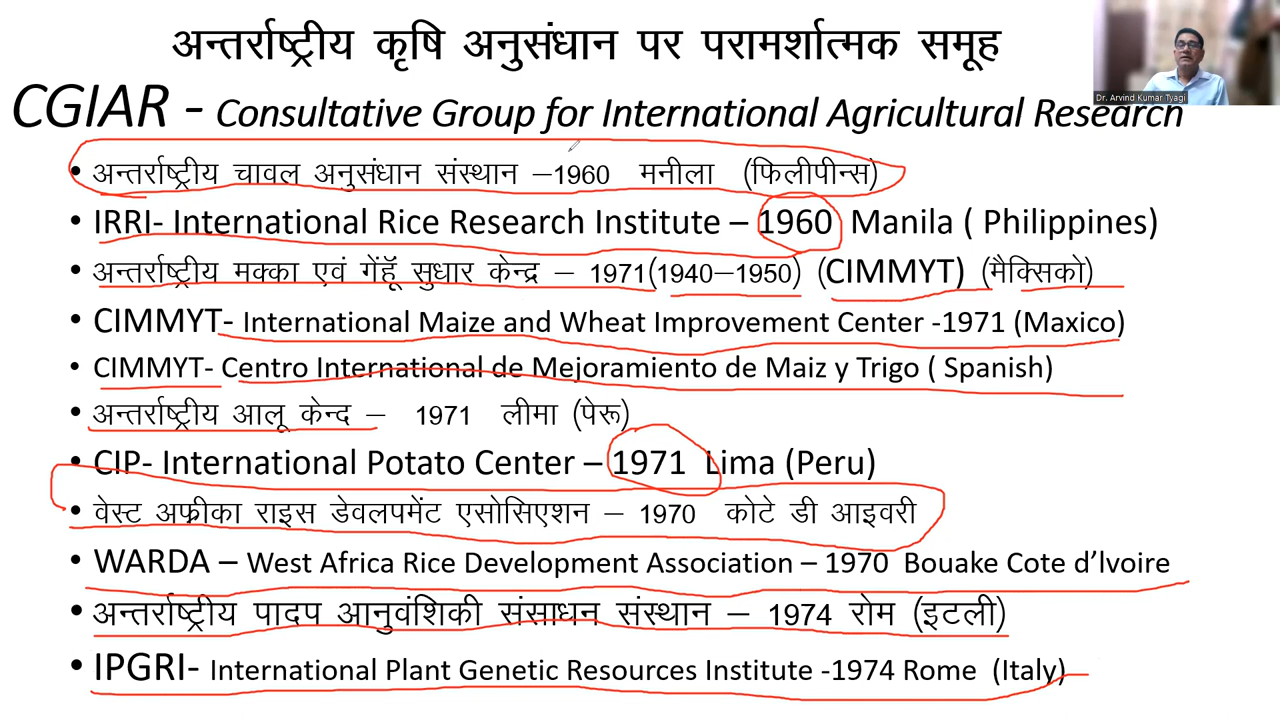 अन्तर्राष्ट्रीय कृषि अनुसंधान पर परामर्शात्मक समूह
CGIAR - Consultative Group for International Agricultural Research
Dr. Arvind Kumar Tyagi
• अन्तर्राष्ट्रीय चावल अनुसंधान संस्थान –1960 मनीला (फिलीपीन्स)
• IRRI- International Rice Research Institute – 1960 Manila ( Philippines)
• अन्तर्राष्ट्रीय मक्का एवं गेंहूॅ सुधार केन्द्र – 1971(1940–1950) (CIMMYT) (मैक्सिको)
• CIMMYT- International Maize and Wheat Improvement Center -1971 (Maxico)
• CIMMYT- Centro International de Mejoramiento de Maiz y Trigo ( Spanish)
• अन्तर्राष्ट्रीय आलू केन्द – 1971 लीमा (पेरू)
• CIP- International Potato Center – 1971 Lima (Peru)
• वेस्ट अफ्रीका राइस डेवलपमेंट एसोसिएशन – 1970 कोटे डी आइवरी
• WARDA – West Africa Rice Development Association – 1970 Bouake Cote d’Ivoire
• अन्तर्राष्ट्रीय पादप आनुवंशिकी संसाधन संस्थान – 1974 रोम (इटली)
• IPGRI- International Plant Genetic Resources Institute -1974 Rome (Italy)